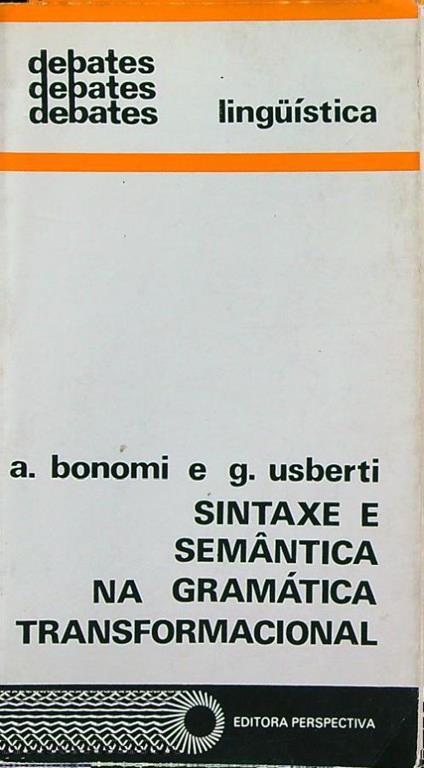 debates
debates
debates lingüística
a. bonomi e g. usberti
SINTAXE E
SEMÂNTICA
NA GRAMÁTICA
TRANSFORMACIONAL
EDITORA PERSPECTIVA